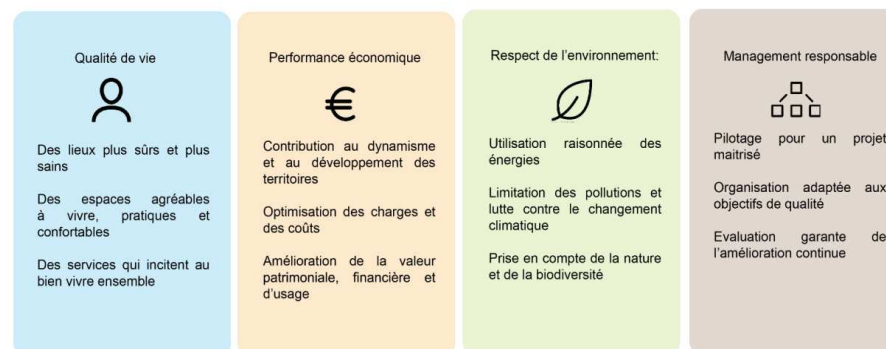 Qualité de vie
Des lieux plus sûrs et plus
sains
Des espaces agréables
à vivre, pratiques et
confortables
Des services qui incitent au
bien vivre ensemble
Performance économique
€
Contribution au dynamisme
et au développement des
territoires
Optimisation des charges et
des coûts
Amélioration de la valeur
patrimoniale, financière et
d'usage
Respect de l'environnement:
Utilisation raisonnée des
énergies
Limitation des pollutions et
lutte contre le changement
climatique
Prise en compte de la nature
et de la biodiversité
Management responsable
Pilotage pour un projet
maitrisé
Organisation adaptée aux
objectifs de qualité
Evaluation garante de
l'amélioration continue